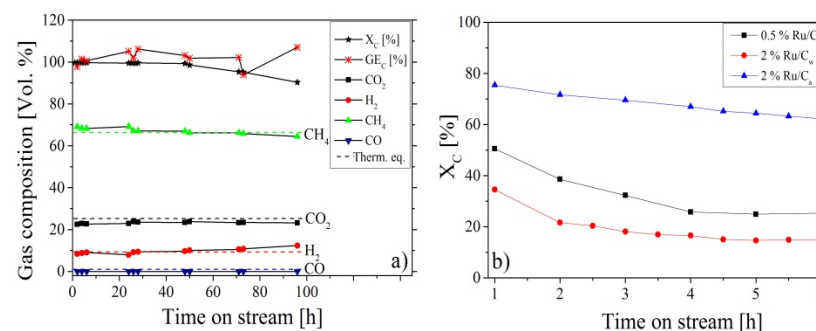 Gas composition [Vol. %]
140
120
100
80
60
40
20
0
X_C [%]
GE_C [%]
CO₂
H₂
CH₄
CO
Therm. eq.
CH₄
CO₂
H₂
CO
a)
0 20 40 60 80 100
Time on stream [h]
X_C [%]
100
80
60
40
20
0
0.5 % Ru/C
2 % Ru/C_w
2 % Ru/C_a
b)
1 2 3 4 5
Time on stream [h]